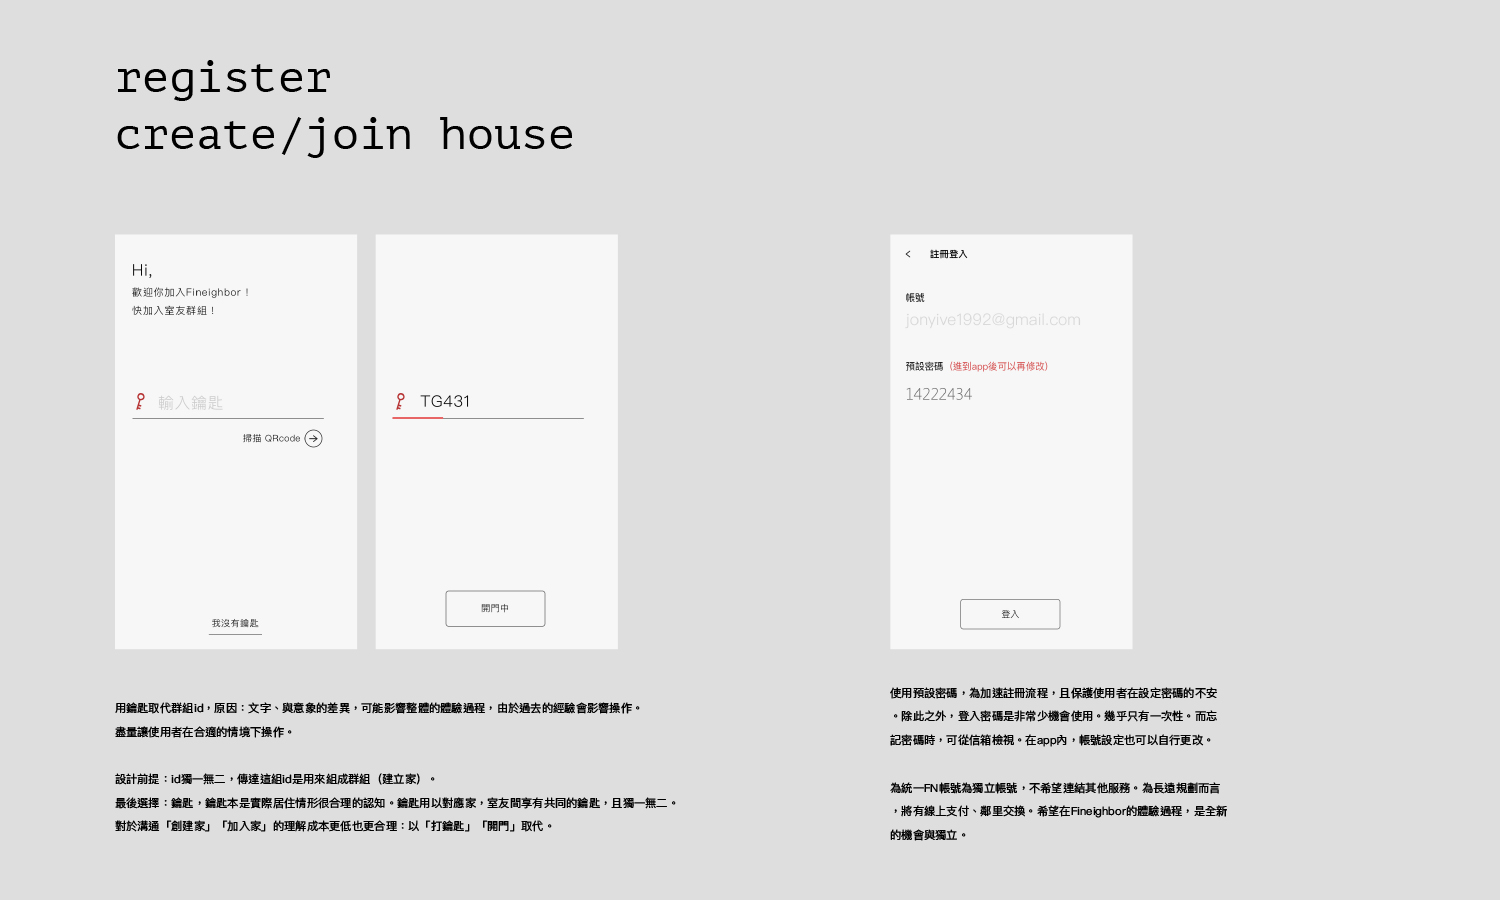 register
create/join house
Hi,
歡迎你加入Fineighbor！
快加入室友群組！
輸入鑰匙
掃描 QRcode
我沒有鑰匙
TG431
開門中
註冊登入
帳號
jonyive1992@gmail.com
預設密碼（進到app後可以再修改）
14222434
登入
用鑰匙取代群組id，原因：文字、與意象的差異，可能影響整體的體驗過程，由於過去的經驗會影響操作。
盡量讓使用者在合適的情境下操作。
設計前提：id獨一無二，傳達這組id是用來組成群組（建立家）。
最後選擇：鑰匙，鑰匙本是實際居住情形很合理的認知。鑰匙用以對應家，室友間享有共同的鑰匙，且獨一無二。
對於溝通「創建家」「加入家」的理解成本更低也更合理：以「打鑰匙」「開門」取代。
使用預設密碼，為加速註冊流程，且保護使用者在設定密碼的不安
。除此之外，登入密碼是非常少機會使用。幾乎只有一次性。而忘
記密碼時，可從信箱檢視。在app內，帳號設定也可以自行更改。
為統一FN帳號為獨立帳號，不希望連結其他服務。為長遠規劃而言
，將有線上支付、鄰里交換。希望在Fineighbor的體驗過程，是全新
的機會與獨立。